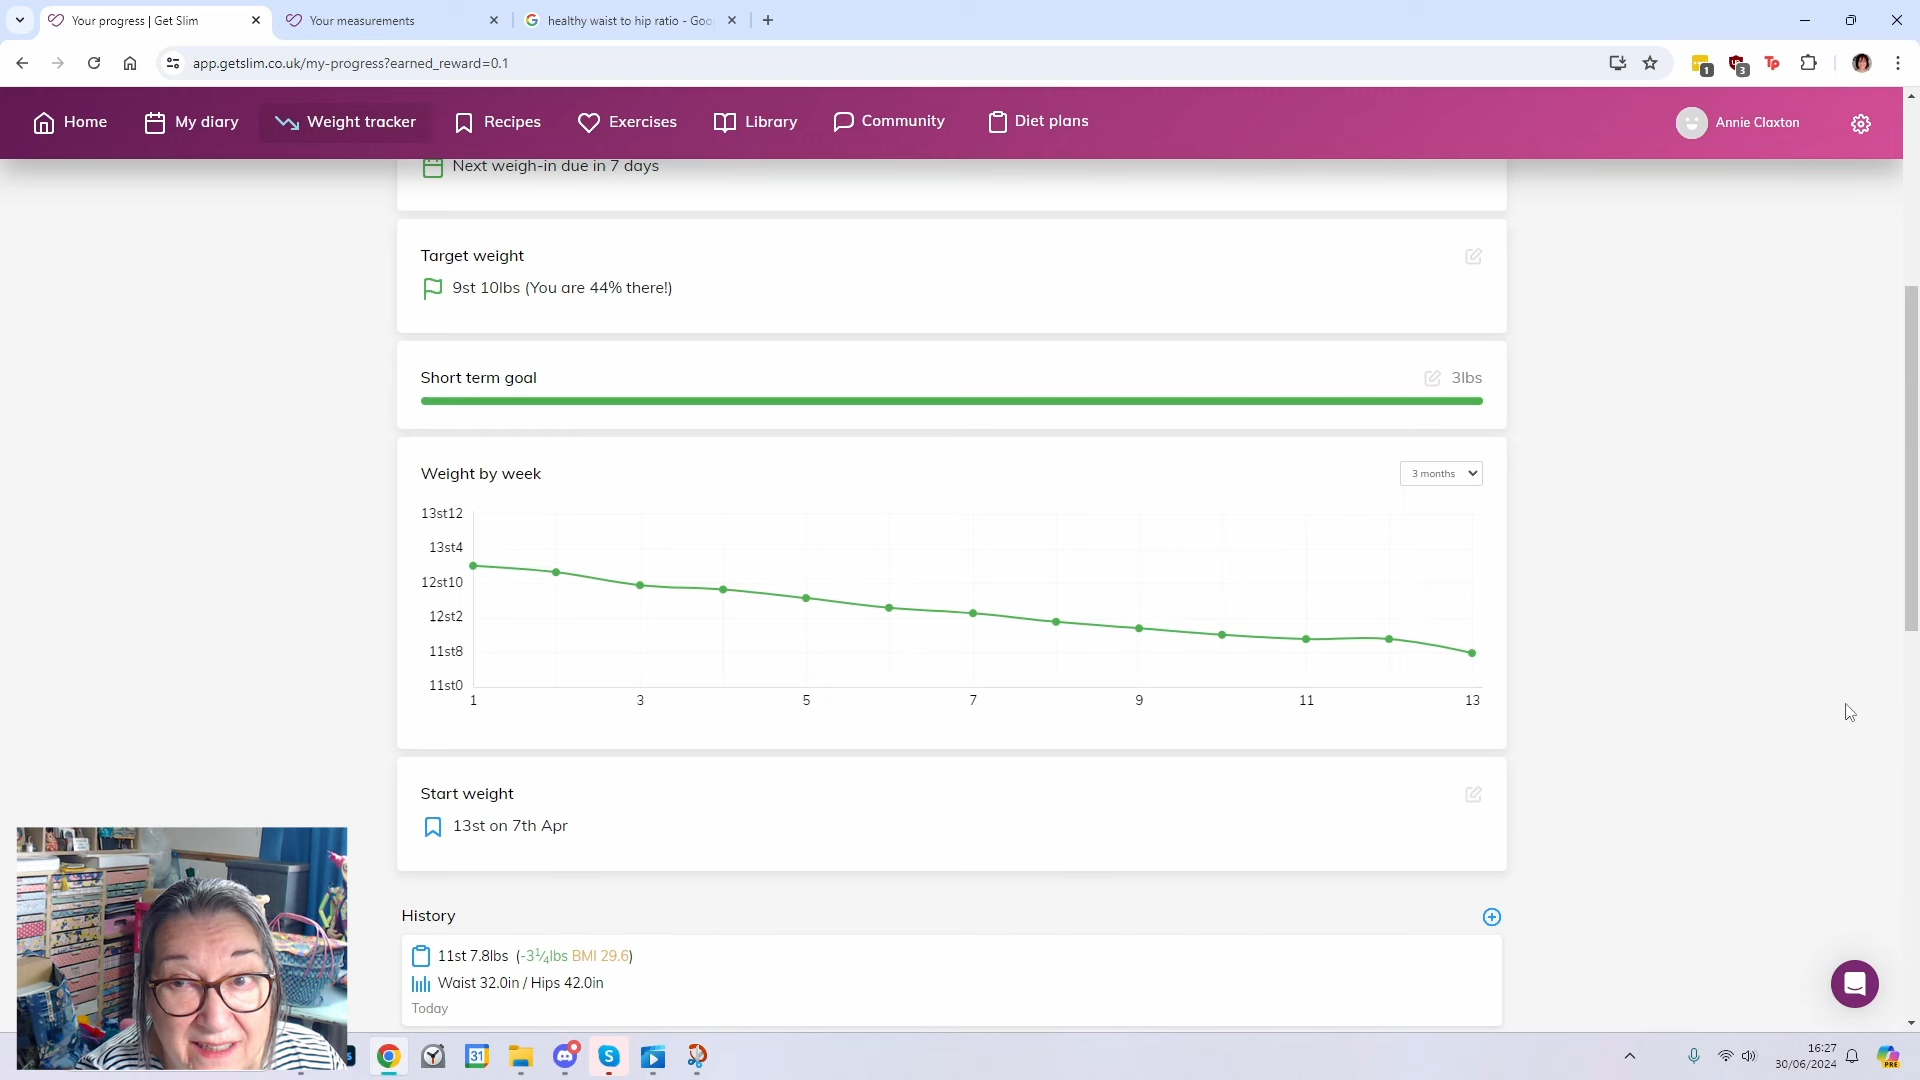 Your progress | Get Slim
Your measurements
healthy waist to hip ratio - Goo
app.getslim.co.uk/my-progress?earned_reward=0.1
1
3
Tp
Home
My diary
Weight tracker
Recipes
Exercises
Library
Community
Diet plans
Annie Claxton
Next weigh-in due in 7 days
Target weight
9st 10lbs (You are 44% there!)
Short term goal
3lbs
Weight by week
3 months
13st12
13st4
12st10
12st2
11st8
11st0
1 3 5 7 9 11 13
Start weight
13st on 7th Apr
History
11st 7.8lbs (-3¼lbs BMI 29.6)
Waist 32.0in / Hips 42.0in
Today
31
16:27
30/06/2024
PRE